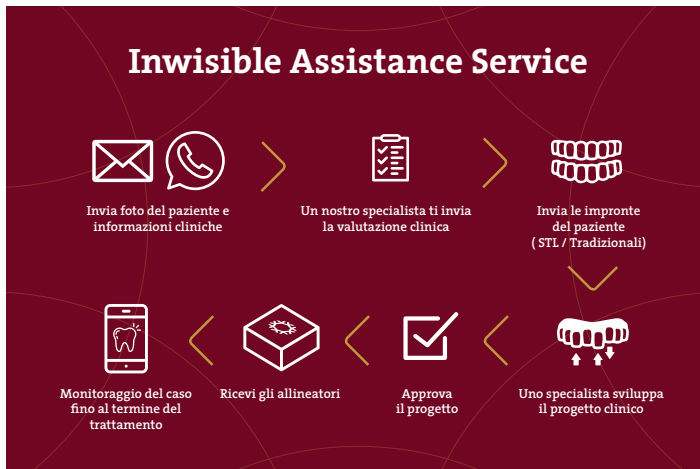 Inwisible Assistance Service
Invia foto del paziente e
informazioni cliniche
Un nostro specialista ti invia
la valutazione clinica
Invia le impronte
del paziente
( STL / Tradizionali)
Uno specialista sviluppa
il progetto clinico
Approva
il progetto
Ricevi gli allineatori
Monitoraggio del caso
fino al termine del
trattamento